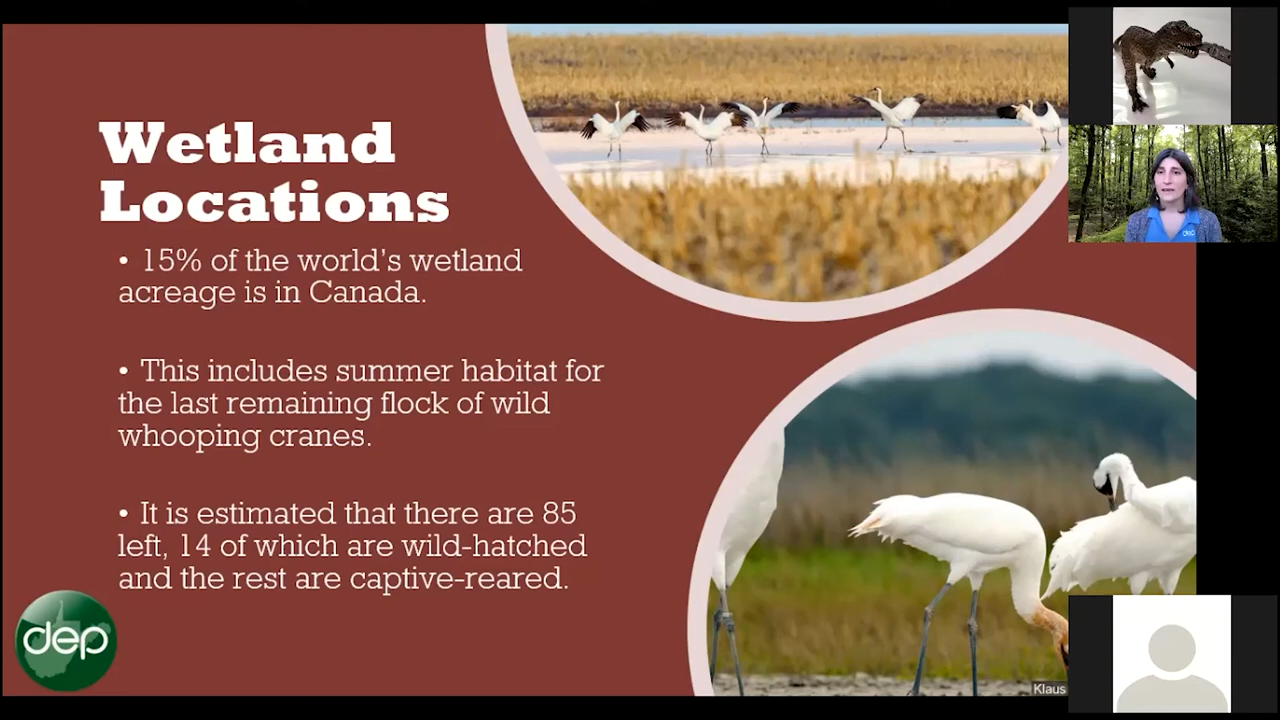 Wetland
Locations
• 15% of the world's wetland
acreage is in Canada.
• This includes summer habitat for
the last remaining flock of wild
whooping cranes.
• It is estimated that there are 85
left, 14 of which are wild-hatched
and the rest are captive-reared.
dep
dep
Klaus